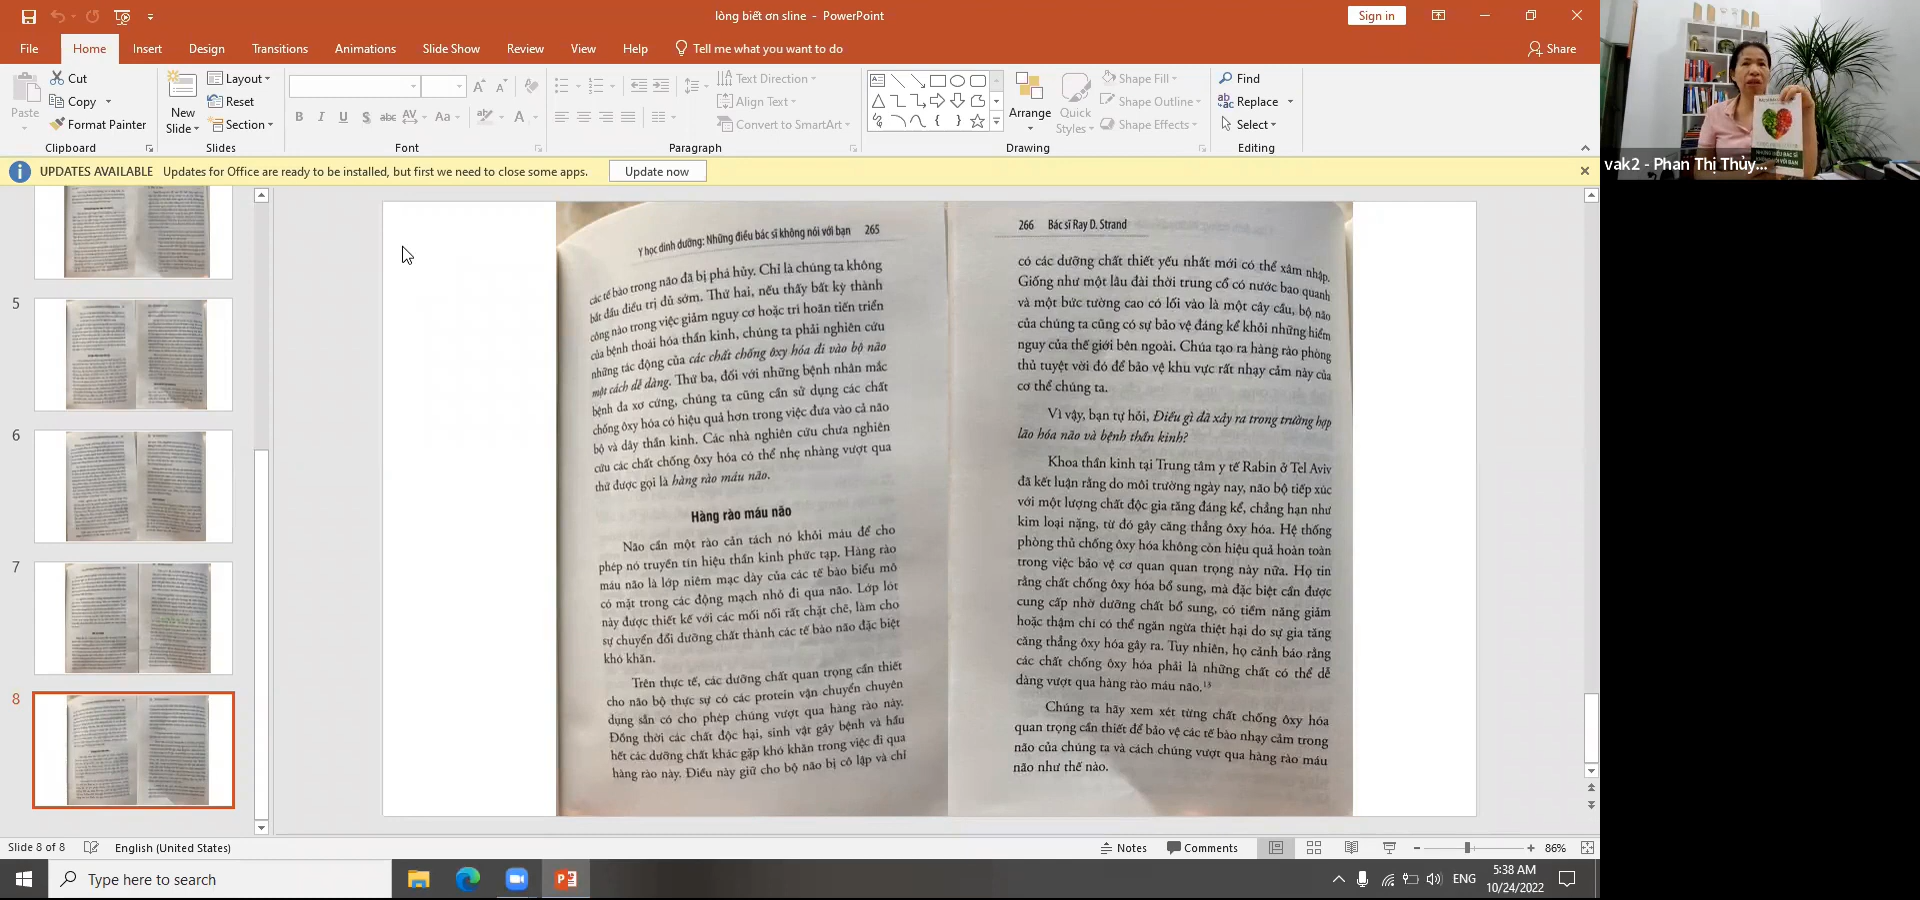 lòng biết ơn sline - PowerPoint
Sign in
File Home Insert Design Transitions Animations Slide Show Review View Help Tell me what you want to do Share
Paste
Cut
Copy
Format Painter
Clipboard
New Slide
Layout
Reset
Section
Slides
B I U S abc AV Aa A
Font
Text Direction
Align Text
Convert to SmartArt
Paragraph
Arrange
Quick Styles
Shape Fill
Shape Outline
Shape Effects
Drawing
Find
Replace
Select
Editing
UPDATES AVAILABLE Updates for Office are ready to be installed, but first we need to close some apps. Update now
5
6
7
8
Y học dinh dưỡng: Những điều bác sĩ không nói với bạn 265
các tế bào trong não đã bị phá hủy. Chỉ là chúng ta không
bắt đầu điều trị đủ sớm. Thứ hai, nếu thấy bất kỳ thành
công nào trong việc giảm nguy cơ hoặc trì hoãn tiến triển
của bệnh thoái hóa thần kinh, chúng ta phải nghiên cứu
những tác động của các chất chống ôxy hóa đi vào bộ não
một cách dễ dàng. Thứ ba, đối với những bệnh nhân mắc
bệnh đa xơ cứng, chúng ta cũng cần sử dụng các chất
chống ôxy hóa có hiệu quả hơn trong việc đưa vào cả não
bộ và dây thần kinh. Các nhà nghiên cứu chưa nghiên
cứu các chất chống ôxy hóa có thể nhẹ nhàng vượt qua
thứ được gọi là hàng rào máu não.
Hàng rào máu não
Não cần một rào cản tách nó khỏi máu để cho
phép nó truyền tín hiệu thần kinh phức tạp. Hàng rào
máu não là lớp niêm mạc dày của các tế bào biểu mô
có mặt trong các động mạch nhỏ đi qua não. Lớp lót
này được thiết kế với các mối nối rất chặt chẽ, làm cho
sự chuyển đổi dưỡng chất thành các tế bào não đặc biệt
khó khăn.
Trên thực tế, các dưỡng chất quan trọng cần thiết
cho não bộ thực sự có các protein vận chuyển chuyên
dụng sẵn có cho phép chúng vượt qua hàng rào này.
Đồng thời các chất độc hại, sinh vật gây bệnh và hầu
hết các dưỡng chất khác gặp khó khăn trong việc đi qua
hàng rào này. Điều này giữ cho bộ não bị cô lập và chỉ
266 Bác sĩ Ray D. Strand
có các dưỡng chất thiết yếu nhất mới có thể xâm nhập.
Giống như một lâu đài thời trung cổ có nước bao quanh
và một bức tường cao có lối vào là một cây cầu, bộ não
của chúng ta cũng có sự bảo vệ đáng kể khỏi những hiểm
nguy của thế giới bên ngoài. Chúa tạo ra hàng rào phòng
thủ tuyệt vời đó để bảo vệ khu vực rất nhạy cảm này của
cơ thể chúng ta.
Vì vậy, bạn tự hỏi, Điều gì đã xảy ra trong trường hợp
lão hóa não và bệnh thần kinh?
Khoa thần kinh tại Trung tâm y tế Rabin ở Tel Aviv
đã kết luận rằng do môi trường ngày nay, não bộ tiếp xúc
với một lượng chất độc gia tăng đáng kể, chẳng hạn như
kim loại nặng, từ đó gây căng thẳng ôxy hóa. Hệ thống
phòng thủ chống ôxy hóa không còn hiệu quả hoàn toàn
trong việc bảo vệ cơ quan quan trọng này nữa. Họ tin
rằng chất chống ôxy hóa bổ sung, mà đặc biệt cần được
cung cấp nhờ dưỡng chất bổ sung, có tiềm năng giảm
hoặc thậm chí có thể ngăn ngừa thiệt hại do sự gia tăng
căng thẳng ôxy hóa gây ra. Tuy nhiên, họ cảnh báo rằng
các chất chống ôxy hóa phải là những chất có thể dễ
dàng vượt qua hàng rào máu não.¹³
Chúng ta hãy xem xét từng chất chống ôxy hóa
quan trọng cần thiết để bảo vệ các tế bào nhạy cảm trong
não của chúng ta và cách chúng vượt qua hàng rào máu
não như thế nào.
vak2 - Phan Thị Thủy...
NHỮNG ĐIỀU BÁC SĨ
Slide 8 of 8 English (United States) Notes Comments 86%
Type here to search
ENG
5:38 AM
10/24/2022